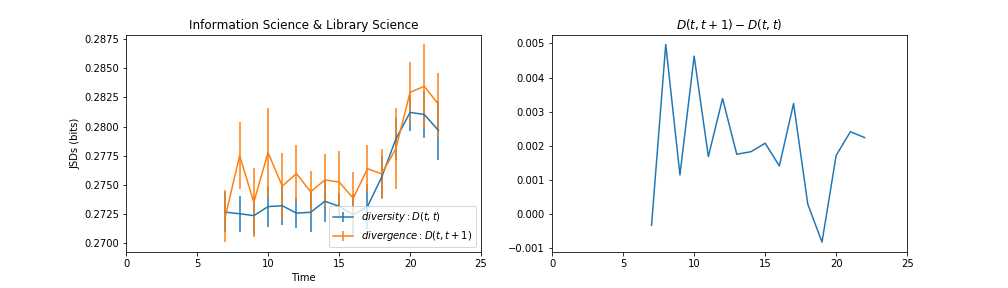 Information Science & Library Science
0.2875
0.2850
0.2825
0.2800
0.2775
0.2750
0.2725
0.2700
JSDs (bits)
0 5 10 15 20 25
Time
diversity : D(t, t)
divergence : D(t, t + 1)
D(t, t + 1) − D(t, t)
0.005
0.004
0.003
0.002
0.001
0.000
−0.001
0 5 10 15 20 25